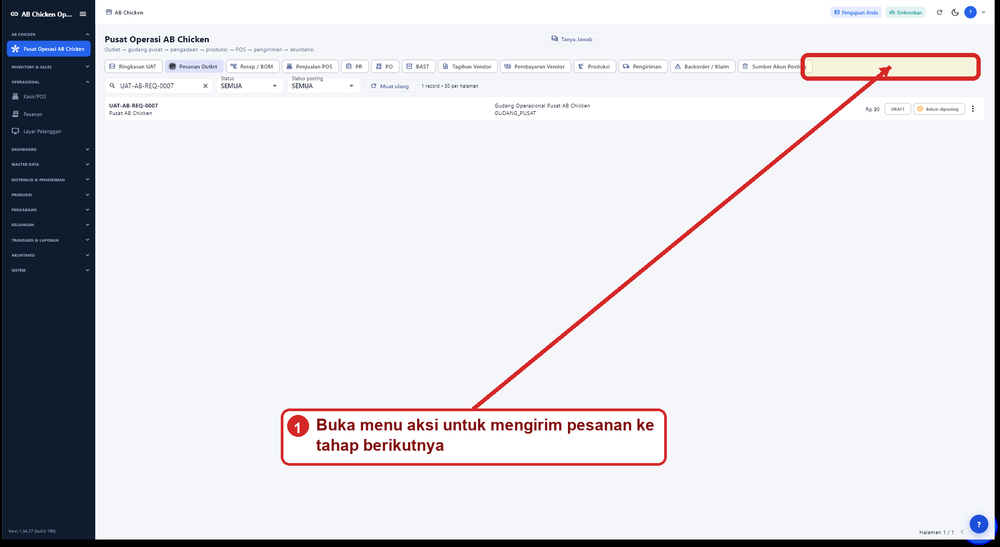 AB Chicken Op...
AB Chicken
Pengajuan Anda
Sinkronkan
?
AB CHICKEN
Pusat Operasi AB Chicken
INVENTORY & SALES
OPERASIONAL
Kasir/POS
Pesanan
Layar Pelanggan
DASHBOARD
MASTER DATA
DISTRIBUSI & PENGIRIMAN
PRODUKSI
PENGADAAN
KEUANGAN
TRANSAKSI & LAPORAN
AKUNTANSI
SISTEM
Versi 1.34.27 (build 190)
Pusat Operasi AB Chicken
Outlet → gudang pusat → pengadaan → produksi → POS → pengiriman → akuntansi
Tanya Jawab
Ringkasan UAT
Pesanan Outlet
Resep / BOM
Penjualan POS
PR
PO
BAST
Tagihan Vendor
Pembayaran Vendor
Produksi
Pengiriman
Backorder / Klaim
Sumber Akun Posting
UAT-AB-REQ-0007
Status
SEMUA
Status posting
SEMUA
Muat ulang
1 record • 50 per halaman
UAT-AB-REQ-0007
Pusat AB Chicken
Gudang Operasional Pusat AB Chicken
GUDANG_PUSAT
Rp 90
DRAFT
Belum diposting
1
Buka menu aksi untuk mengirim pesanan ke
tahap berikutnya
Halaman 1 / 1
?